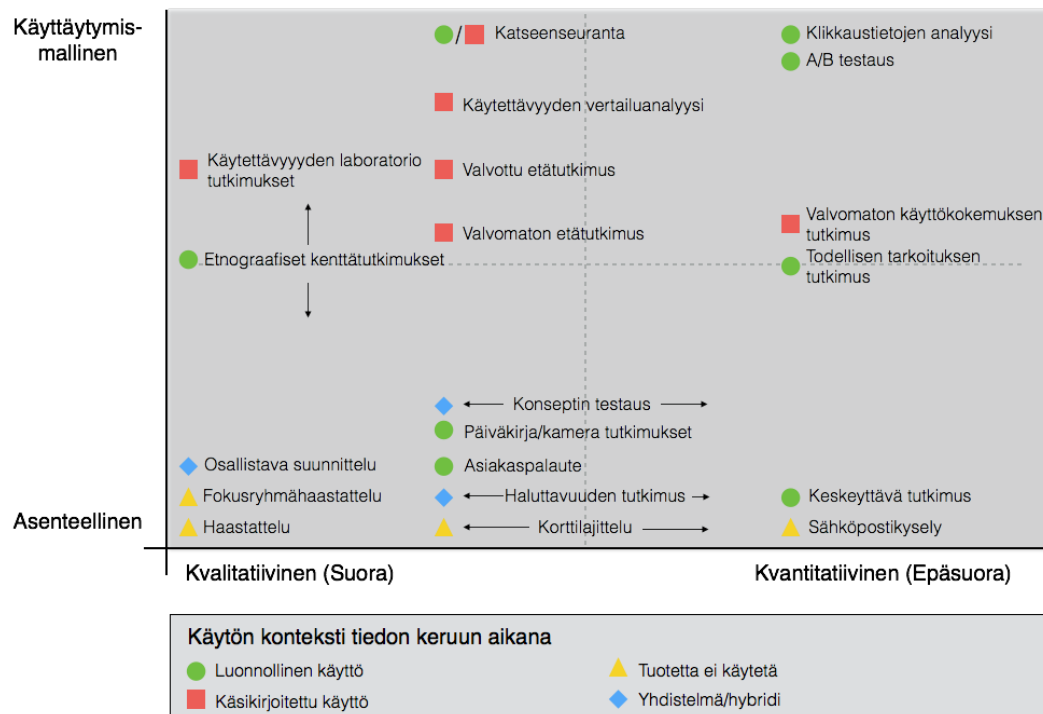 Käyttäytymis-
mallinen
/ Katseenseuranta
Klikkaustietojen analyysi
A/B testaus
Käytettävyyden vertailuanalyysi
Käytettävyyyden laboratorio
tutkimukset
Valvottu etätutkimus
Valvomaton etätutkimus
Valvomaton käyttökokemuksen
tutkimus
Etnograafiset kenttätutkimukset
Todellisen tarkoituksen
tutkimus
Konseptin testaus
Päiväkirja/kamera tutkimukset
Osallistava suunnittelu
Asiakaspalaute
Fokusryhmähaastattelu
Haluttavuuden tutkimus
Keskeyttävä tutkimus
Asenteellinen
Haastattelu
Korttilajittelu
Sähköpostikysely
Kvalitatiivinen (Suora)
Kvantitatiivinen (Epäsuora)
Käytön konteksti tiedon keruun aikana
Luonnollinen käyttö
Tuotetta ei käytetä
Käsikirjoitettu käyttö
Yhdistelmä/hybridi